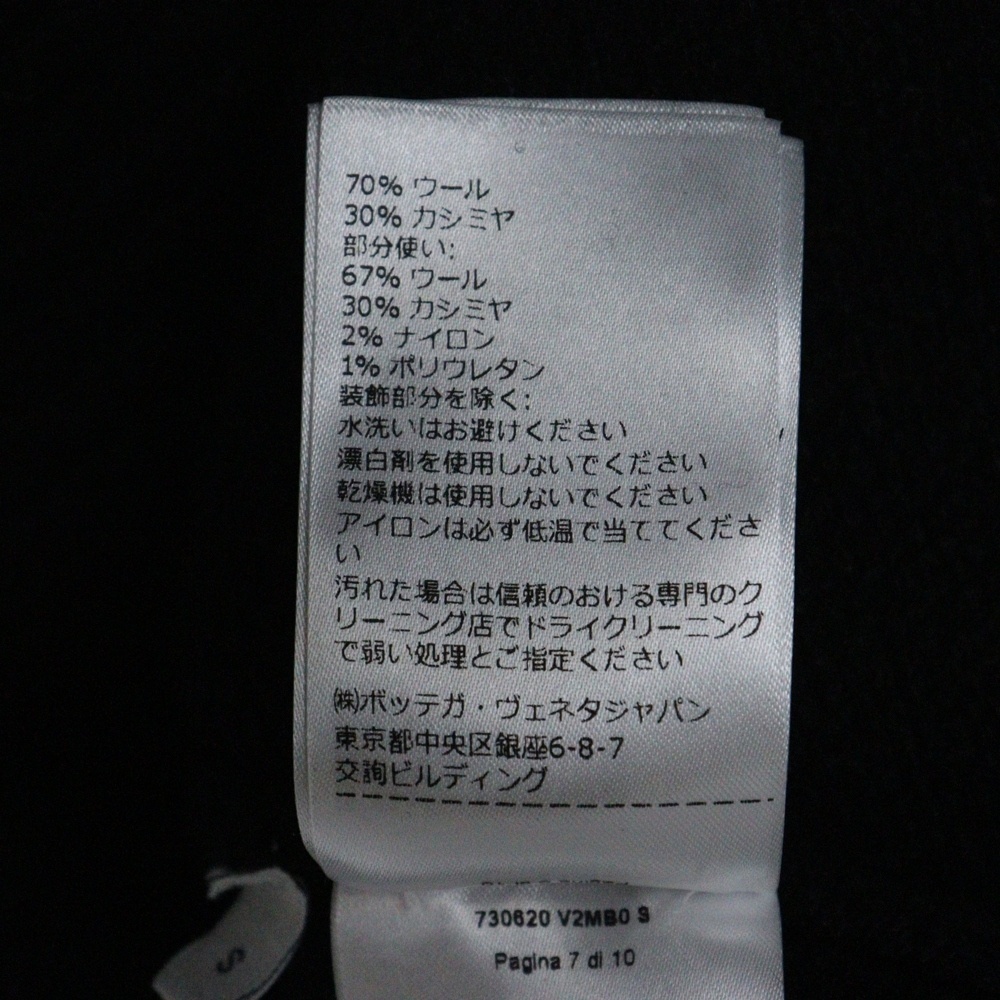 70% ウール
30% カシミヤ
部分使い:
67% ウール
30% カシミヤ
2% ナイロン
1% ポリウレタン
装飾部分を除く:
水洗いはお避けください
漂白剤を使用しないでください
乾燥機は使用しないでください
アイロンは必ず低温で当ててくださ
い
汚れた場合は信頼のおける専門のク
リーニング店でドライクリーニング
で弱い処理とご指定ください
㈱ボッテガ・ヴェネタジャパン
東京都中央区銀座6-8-7
交詢ビルディング
730620 V2MB0 S
Pagina 7 di 10
S